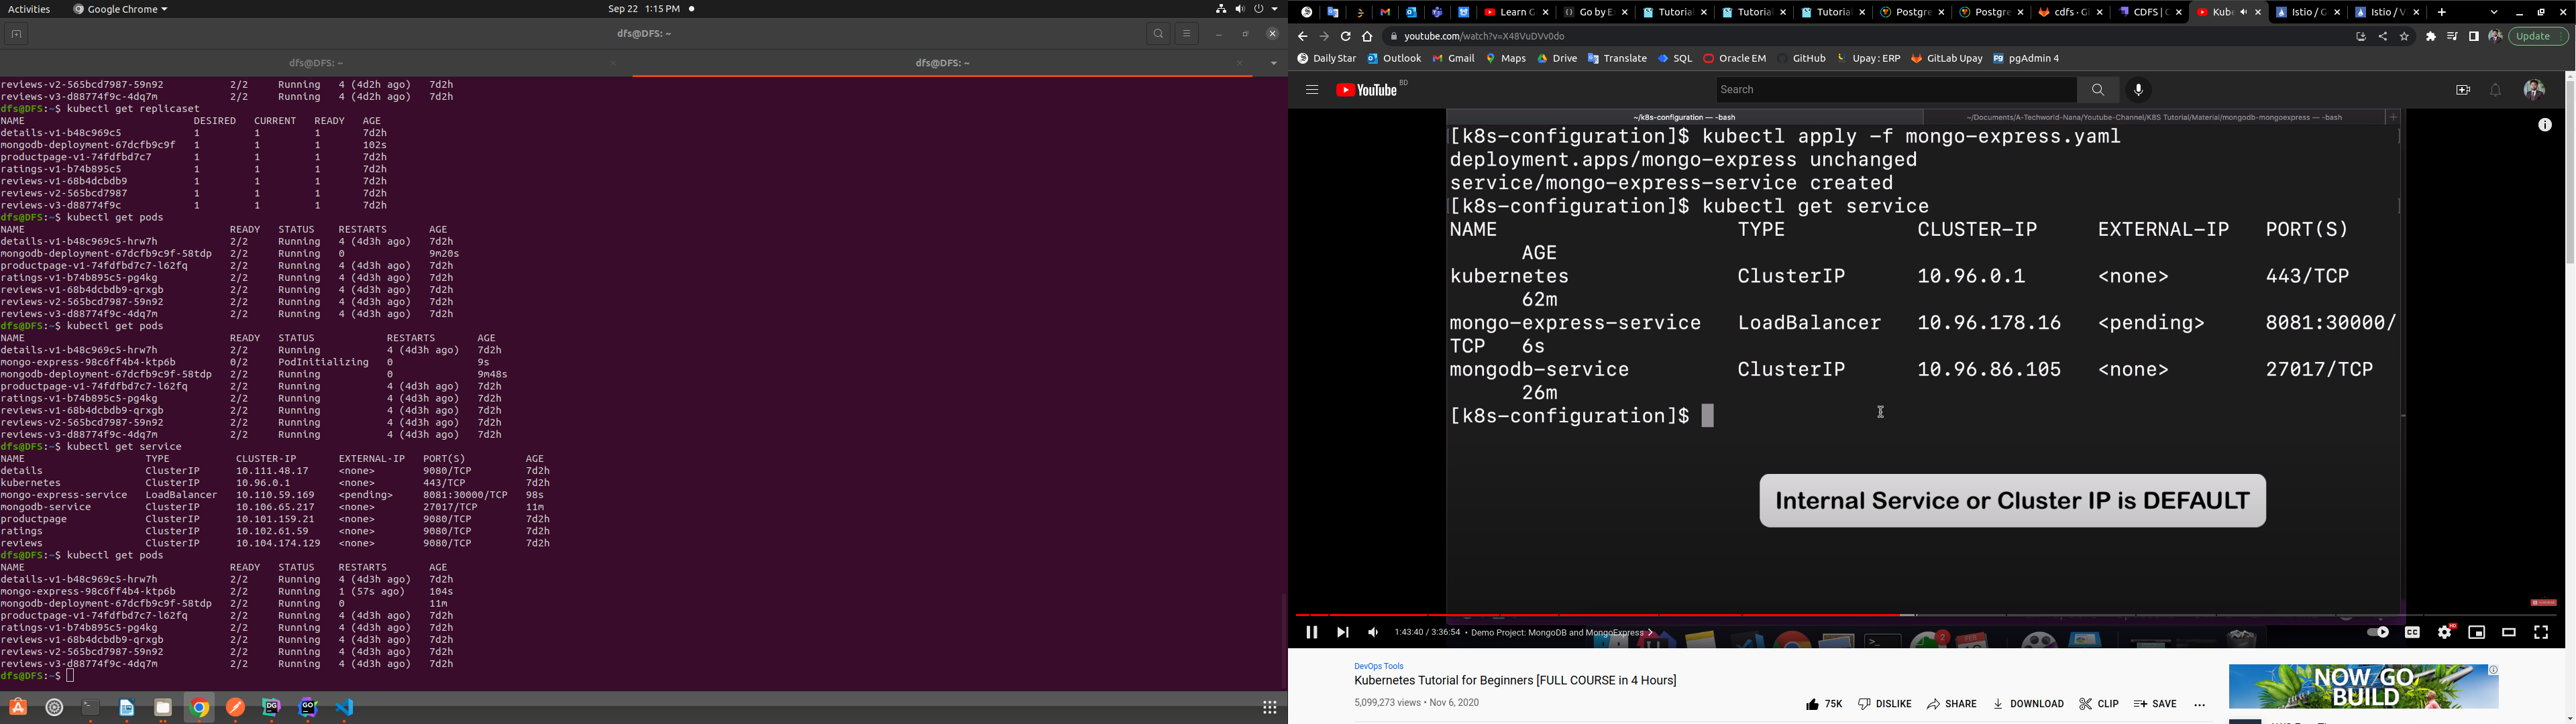 Activities
Google Chrome
Sep 22 1:15 PM
dfs@DFS: ~
dfs@DFS: ~
dfs@DFS: ~
reviews-v2-565bcd7987-59n92 2/2 Running 4 (4d2h ago) 7d2h
reviews-v3-d88774f9c-4dq7m 2/2 Running 4 (4d2h ago) 7d2h
dfs@DFS:~$ kubectl get replicaset
NAME DESIRED CURRENT READY AGE
details-v1-b48c969c5 1 1 1 7d2h
mongodb-deployment-67dcfb9c9f 1 1 1 102s
productpage-v1-74fdfbd7c7 1 1 1 7d2h
ratings-v1-b74b895c5 1 1 1 7d2h
reviews-v1-68b4dcbdb9 1 1 1 7d2h
reviews-v2-565bcd7987 1 1 1 7d2h
reviews-v3-d88774f9c 1 1 1 7d2h
dfs@DFS:~$ kubectl get pods
NAME READY STATUS RESTARTS AGE
details-v1-b48c969c5-hrw7h 2/2 Running 4 (4d3h ago) 7d2h
mongodb-deployment-67dcfb9c9f-58tdp 2/2 Running 0 9m20s
productpage-v1-74fdfbd7c7-l62fq 2/2 Running 4 (4d3h ago) 7d2h
ratings-v1-b74b895c5-pg4kg 2/2 Running 4 (4d3h ago) 7d2h
reviews-v1-68b4dcbdb9-qrxgb 2/2 Running 4 (4d3h ago) 7d2h
reviews-v2-565bcd7987-59n92 2/2 Running 4 (4d3h ago) 7d2h
reviews-v3-d88774f9c-4dq7m 2/2 Running 4 (4d3h ago) 7d2h
dfs@DFS:~$ kubectl get pods
NAME READY STATUS RESTARTS AGE
details-v1-b48c969c5-hrw7h 2/2 Running 4 (4d3h ago) 7d2h
mongo-express-98c6ff4b4-ktp6b 0/2 PodInitializing 0 9s
mongodb-deployment-67dcfb9c9f-58tdp 2/2 Running 0 9m48s
productpage-v1-74fdfbd7c7-l62fq 2/2 Running 4 (4d3h ago) 7d2h
ratings-v1-b74b895c5-pg4kg 2/2 Running 4 (4d3h ago) 7d2h
reviews-v1-68b4dcbdb9-qrxgb 2/2 Running 4 (4d3h ago) 7d2h
reviews-v2-565bcd7987-59n92 2/2 Running 4 (4d3h ago) 7d2h
reviews-v3-d88774f9c-4dq7m 2/2 Running 4 (4d3h ago) 7d2h
dfs@DFS:~$ kubectl get service
NAME TYPE CLUSTER-IP EXTERNAL-IP PORT(S) AGE
details ClusterIP 10.111.48.17 <none> 9080/TCP 7d2h
kubernetes ClusterIP 10.96.0.1 <none> 443/TCP 7d2h
mongo-express-service LoadBalancer 10.110.59.169 <pending> 8081:30000/TCP 98s
mongodb-service ClusterIP 10.106.65.217 <none> 27017/TCP 11m
productpage ClusterIP 10.101.159.21 <none> 9080/TCP 7d2h
ratings ClusterIP 10.102.61.59 <none> 9080/TCP 7d2h
reviews ClusterIP 10.104.174.129 <none> 9080/TCP 7d2h
dfs@DFS:~$ kubectl get pods
NAME READY STATUS RESTARTS AGE
details-v1-b48c969c5-hrw7h 2/2 Running 4 (4d3h ago) 7d2h
mongo-express-98c6ff4b4-ktp6b 2/2 Running 1 (57s ago) 104s
mongodb-deployment-67dcfb9c9f-58tdp 2/2 Running 0 11m
productpage-v1-74fdfbd7c7-l62fq 2/2 Running 4 (4d3h ago) 7d2h
ratings-v1-b74b895c5-pg4kg 2/2 Running 4 (4d3h ago) 7d2h
reviews-v1-68b4dcbdb9-qrxgb 2/2 Running 4 (4d3h ago) 7d2h
reviews-v2-565bcd7987-59n92 2/2 Running 4 (4d3h ago) 7d2h
reviews-v3-d88774f9c-4dq7m 2/2 Running 4 (4d3h ago) 7d2h
dfs@DFS:~$
Learn G Go by E Tutorial Tutorial Tutorial Postgre Postgre cdfs · G CDFS | Kube Istio / G Istio / V
youtube.com/watch?v=X48VuDVv0do
Update
Daily Star Outlook Gmail Maps Drive Translate SQL Oracle EM GitHub Upay: ERP GitLab Upay pgAdmin 4
YouTube BD
Search
~/k8s-configuration — -bash
~/Documents/A-Techworld-Nana/Youtube-Channel/K8S Tutorial/Material/mongodb-mongoexpress — -bash
[k8s-configuration]$ kubectl apply -f mongo-express.yaml
deployment.apps/mongo-express unchanged
service/mongo-express-service created
[k8s-configuration]$ kubectl get service
NAME TYPE CLUSTER-IP EXTERNAL-IP PORT(S)
AGE
kubernetes ClusterIP 10.96.0.1 <none> 443/TCP
62m
mongo-express-service LoadBalancer 10.96.178.16 <pending> 8081:30000/
TCP 6s
mongodb-service ClusterIP 10.96.86.105 <none> 27017/TCP
26m
[k8s-configuration]$
Internal Service or Cluster IP is DEFAULT
1:43:40 / 3:36:54 • Demo Project: MongoDB and MongoExpress
DevOps Tools
Kubernetes Tutorial for Beginners [FULL COURSE in 4 Hours]
5,099,273 views • Nov 6, 2020
75K DISLIKE SHARE DOWNLOAD CLIP SAVE
NOW GO
BUILD